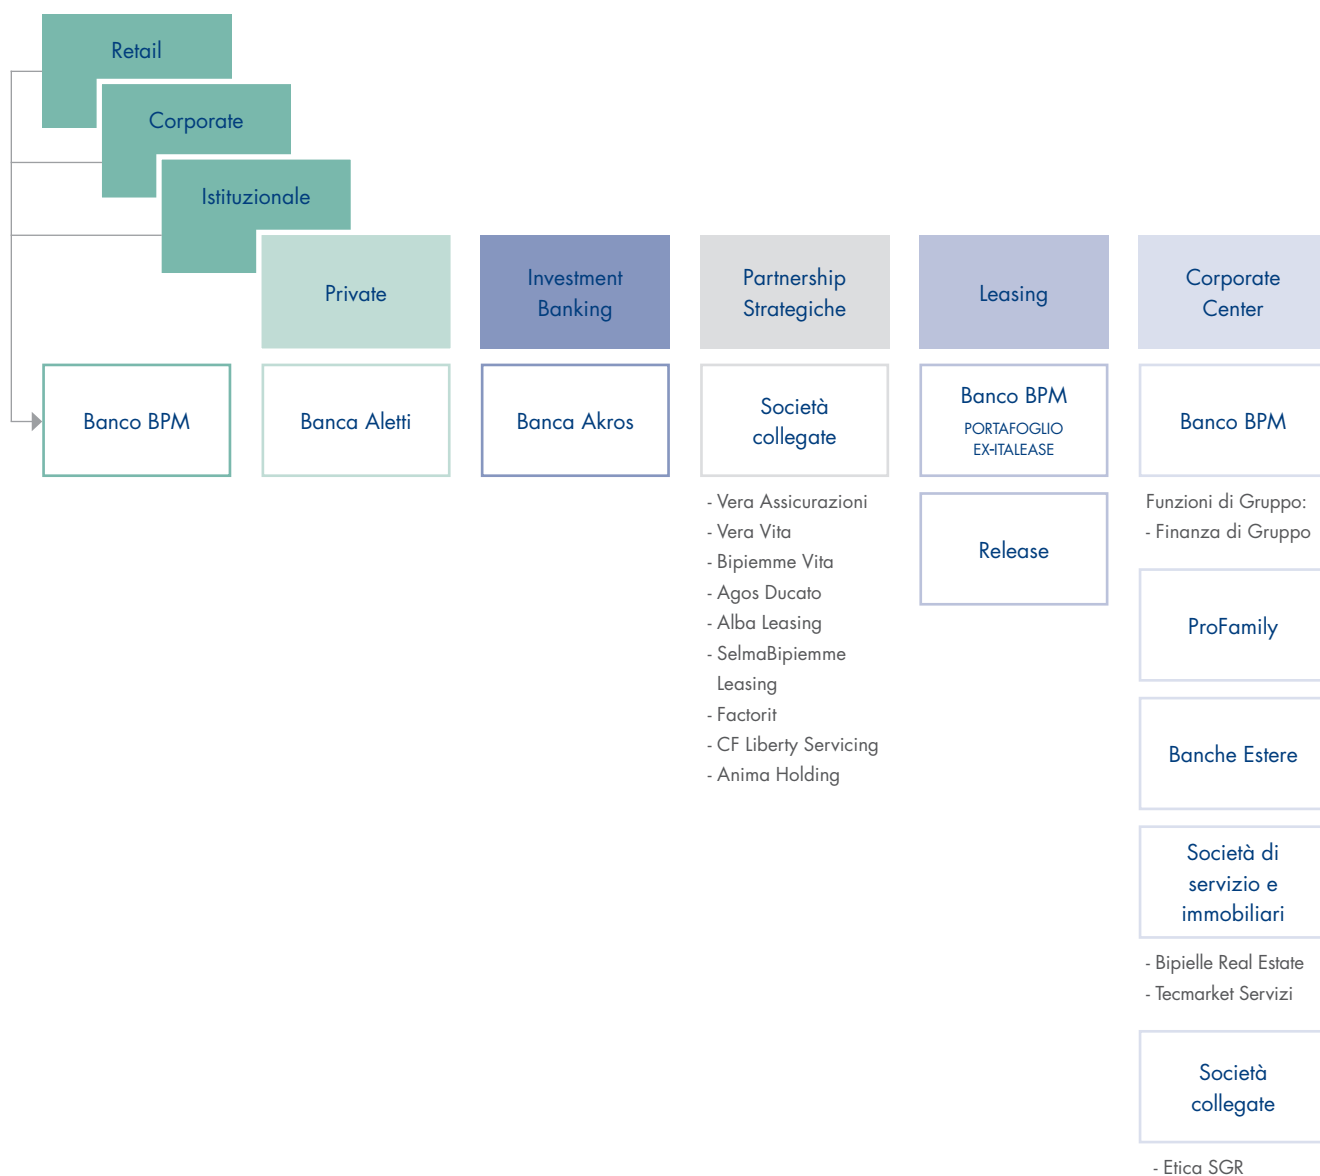 Retail
Corporate
Istituzionale
Private
Investment
Banking
Partnership
Strategiche
Leasing
Corporate
Center
Banco BPM
Banca Aletti
Banca Akros
Società
collegate
- Vera Assicurazioni
- Vera Vita
- Bipiemme Vita
- Agos Ducato
- Alba Leasing
- SelmaBipiemme
Leasing
- Factorit
- CF Liberty Servicing
- Anima Holding
Banco BPM
PORTAFOGLIO
EX-ITALEASE
Release
Banco BPM
Funzioni di Gruppo:
- Finanza di Gruppo
ProFamily
Banche Estere
Società di
servizio e
immobiliari
- Bipielle Real Estate
- Tecmarket Servizi
Società
collegate
- Etica SGR